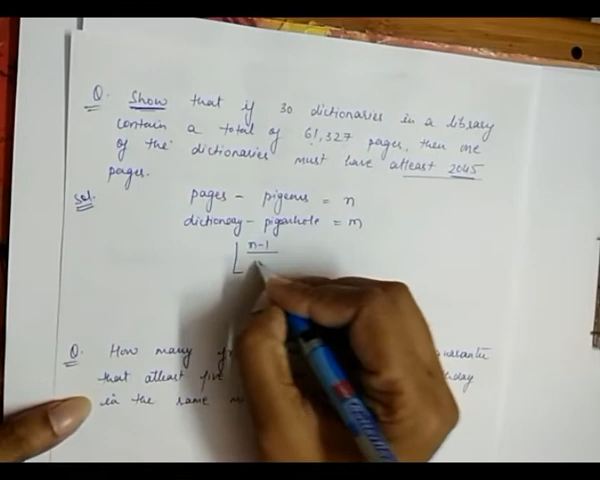 Q. Show that if 30 dictionaries in a library
contain a total of 61,327 pages, then one
of the dictionaries must have atleast 2045
pages.
Sol. pages - pigeons = n
dictionary - pigeonhole = m
n-1
Q. How many
that atleast five
in the same